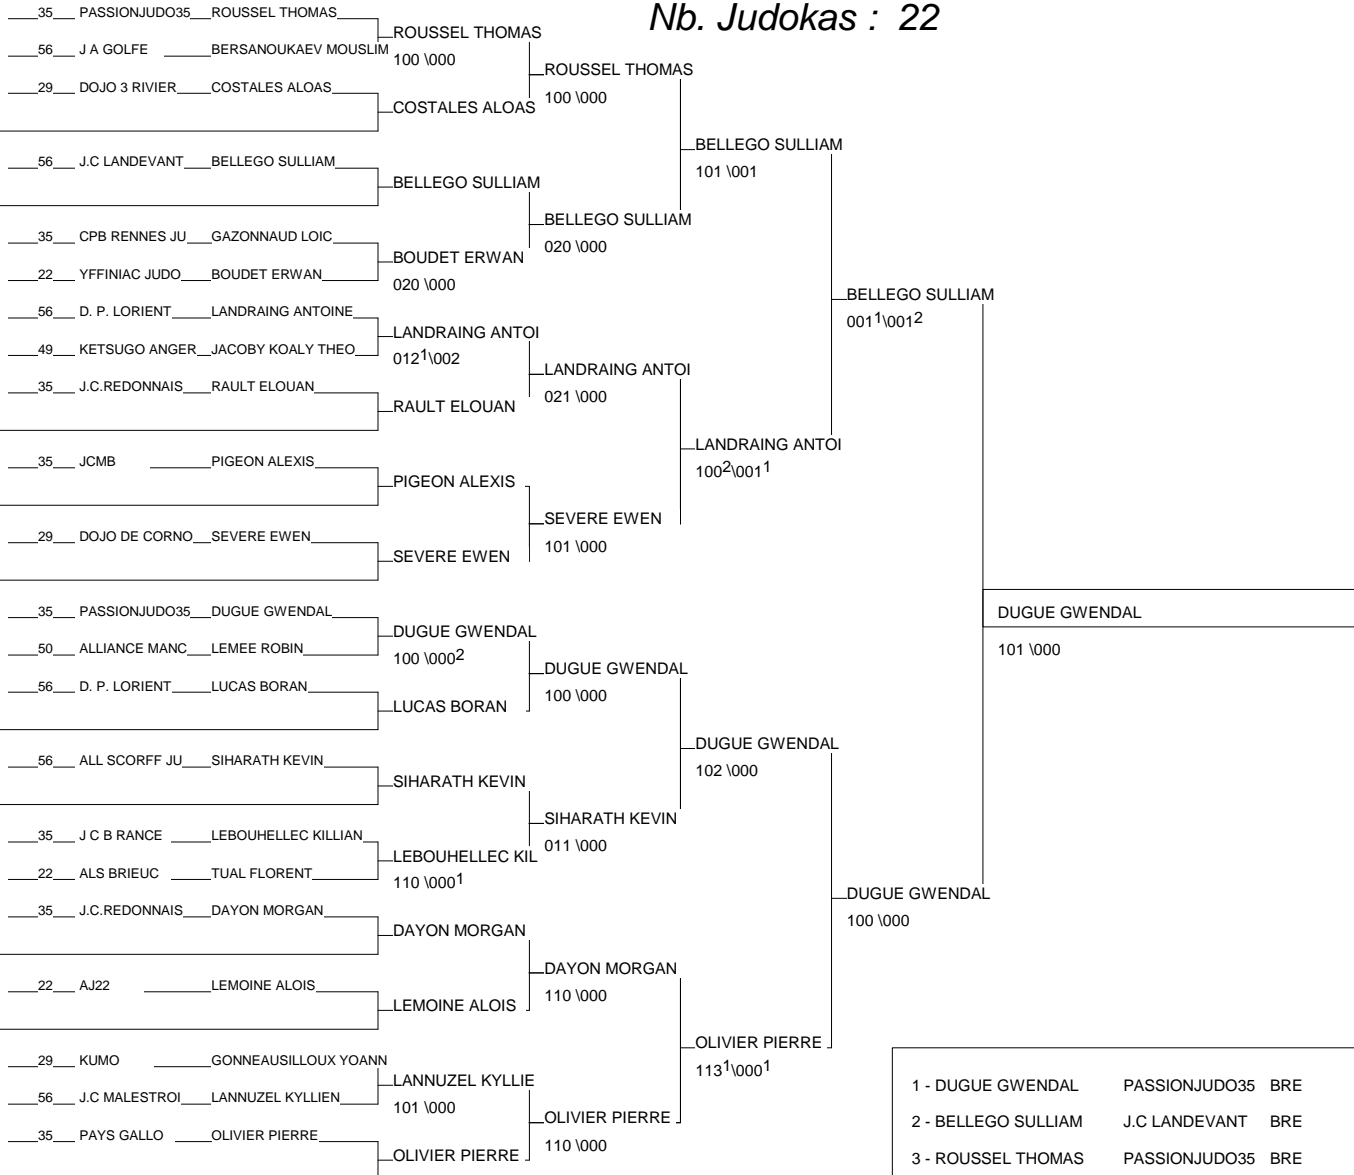 Nb. Judokas : 22
35 PASSIONJUDO35 ROUSSEL THOMAS
ROUSSEL THOMAS
56 J A GOLFE BERSANOUKAEV MOUSLIM
100 \000
ROUSSEL THOMAS
29 DOJO 3 RIVIER COSTALES ALOAS
100 \000
COSTALES ALOAS
BELLEGO SULLIAM
56 J.C LANDEVANT BELLEGO SULLIAM
101 \001
BELLEGO SULLIAM
BELLEGO SULLIAM
35 CPB RENNES JU GAZONNAUD LOIC
020 \000
BOUDET ERWAN
22 YFFINIAC JUDO BOUDET ERWAN
020 \000
BELLEGO SULLIAM
56 D. P. LORIENT LANDRAING ANTOINE
0011\0012
LANDRAING ANTOI
49 KETSUGO ANGER JACOBY KOALY THEO
0121\002
LANDRAING ANTOI
35 J.C.REDONNAIS RAULT ELOUAN
021 \000
RAULT ELOUAN
LANDRAING ANTOI
35 JCMB PIGEON ALEXIS
1002\0011
PIGEON ALEXIS
SEVERE EWEN
29 DOJO DE CORNO SEVERE EWEN
101 \000
SEVERE EWEN
35 PASSIONJUDO35 DUGUE GWENDAL
DUGUE GWENDAL
DUGUE GWENDAL
50 ALLIANCE MANC LEMEE ROBIN
101 \000
100 \0002
DUGUE GWENDAL
56 D. P. LORIENT LUCAS BORAN
100 \000
LUCAS BORAN
DUGUE GWENDAL
56 ALL SCORFF JU SIHARATH KEVIN
102 \000
SIHARATH KEVIN
SIHARATH KEVIN
35 J C B RANCE LEBOUHELLEC KILLIAN
011 \000
LEBOUHELLEC KIL
22 ALS BRIEUC TUAL FLORENT
110 \0001
DUGUE GWENDAL
35 J.C.REDONNAIS DAYON MORGAN
100 \000
DAYON MORGAN
DAYON MORGAN
22 AJ22 LEMOINE ALOIS
110 \000
LEMOINE ALOIS
OLIVIER PIERRE
29 KUMO GONNEAUSILLOUX YOANN
1131\0001
LANNUZEL KYLLIE
56 J.C MALESTROI LANNUZEL KYLLIEN
101 \000
OLIVIER PIERRE
35 PAYS GALLO OLIVIER PIERRE
110 \000
OLIVIER PIERRE
1 - DUGUE GWENDAL PASSIONJUDO35 BRE
2 - BELLEGO SULLIAM J.C LANDEVANT BRE
3 - ROUSSEL THOMAS PASSIONJUDO35 BRE